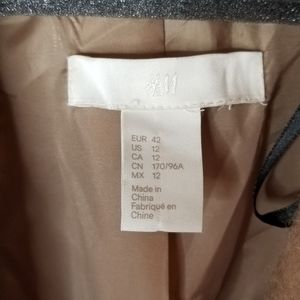 H&M
EUR 42
US 12
CA 12
CN 170/96A
MX 12
Made in
China
Fabriqué en
Chine